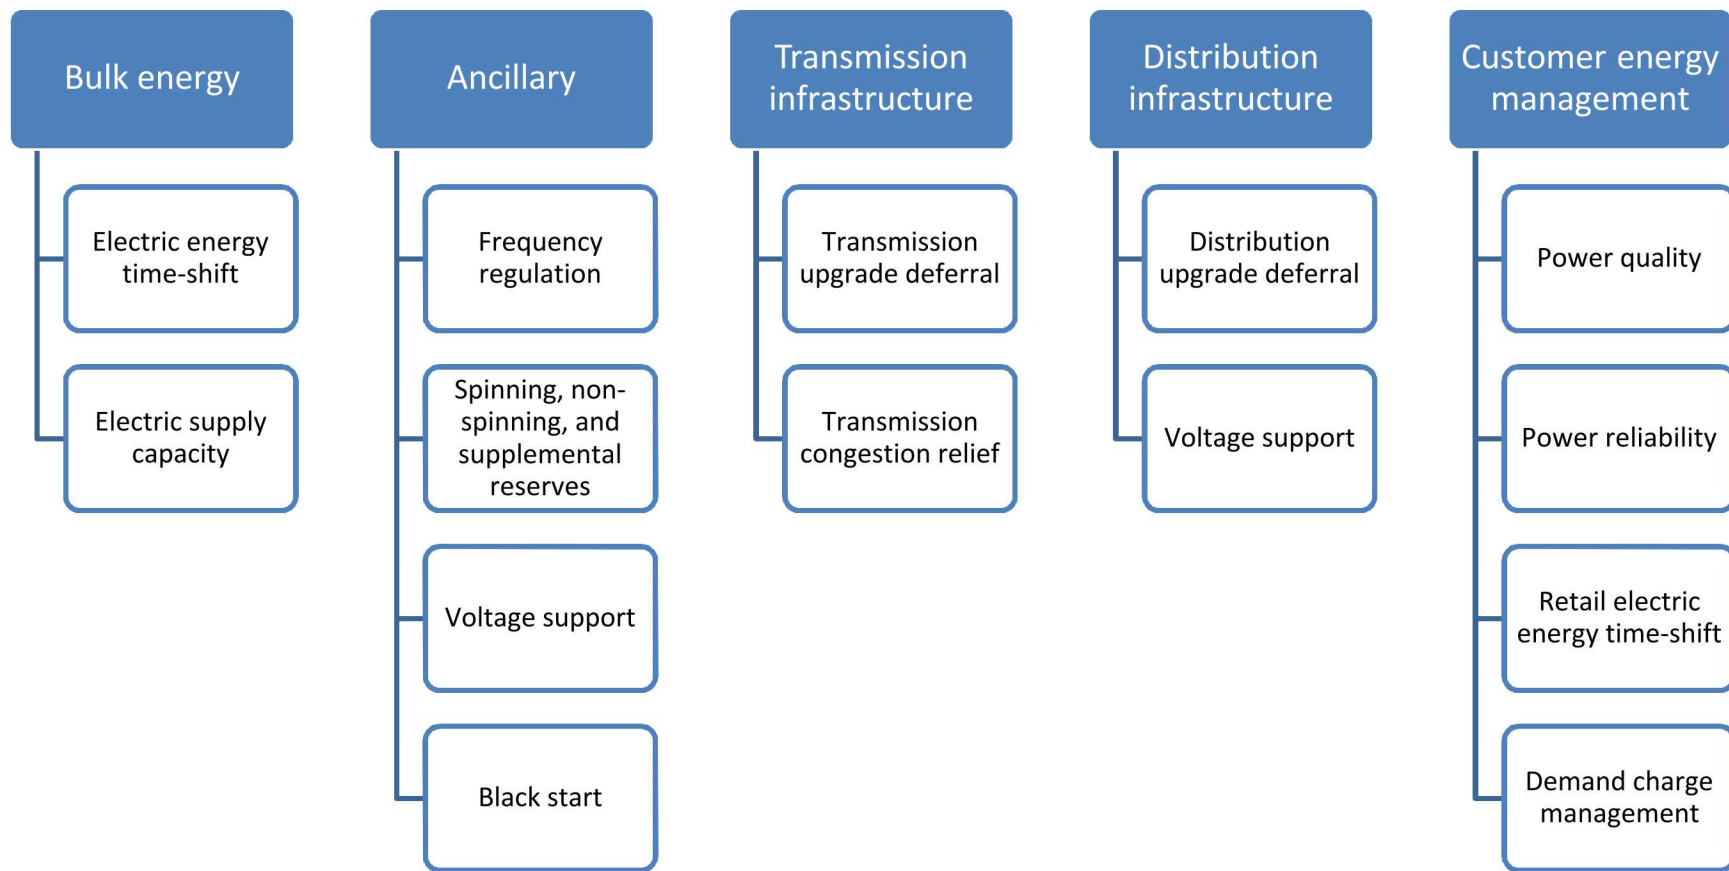 Bulk energy
Electric energy
time-shift
Electric supply
capacity
Ancillary
Frequency
regulation
Spinning, non-
spinning, and
supplemental
reserves
Voltage support
Black start
Transmission
infrastructure
Transmission
upgrade deferral
Transmission
congestion relief
Distribution
infrastructure
Distribution
upgrade deferral
Voltage support
Customer energy
management
Power quality
Power reliability
Retail electric
energy time-shift
Demand charge
management